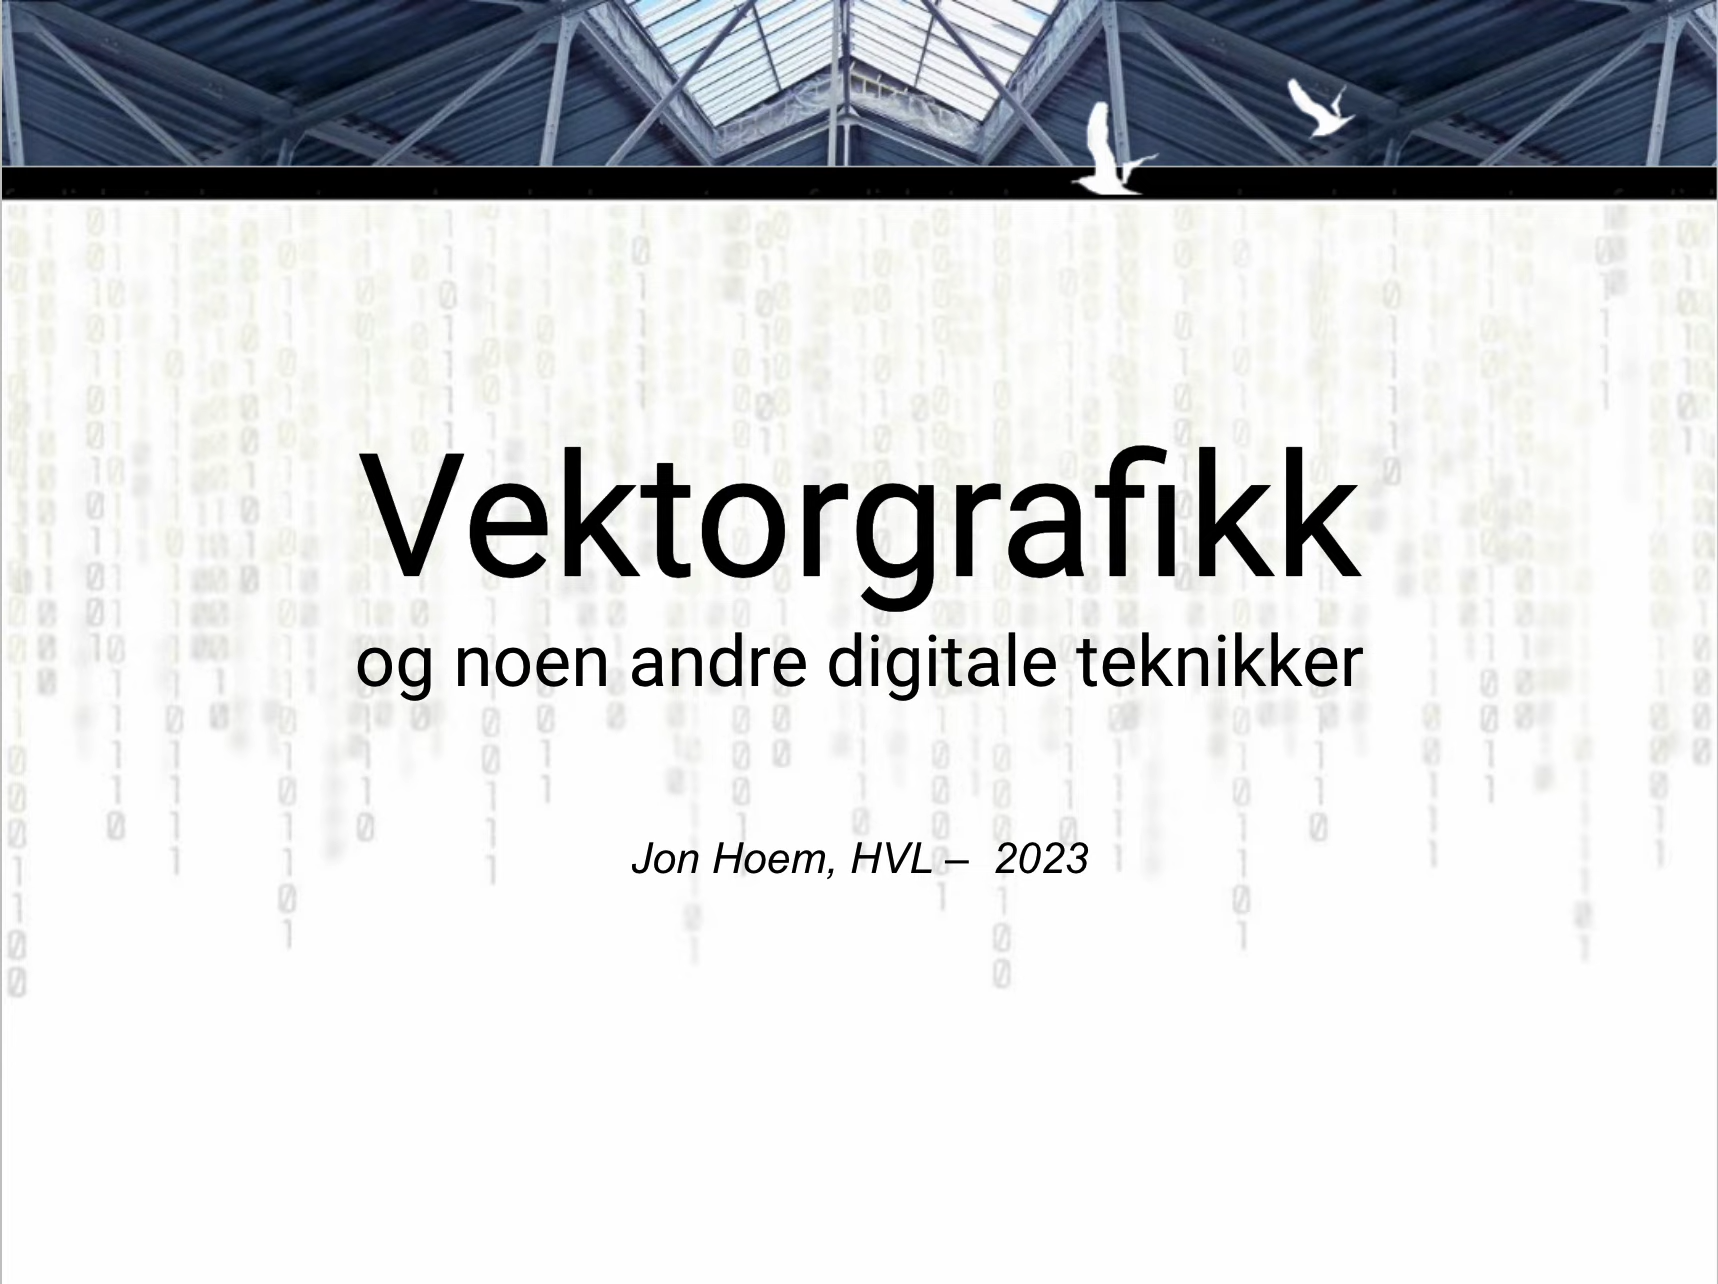 Vektorgrafikk
og noen andre digitale teknikker
Jon Hoem, HVL – 2023